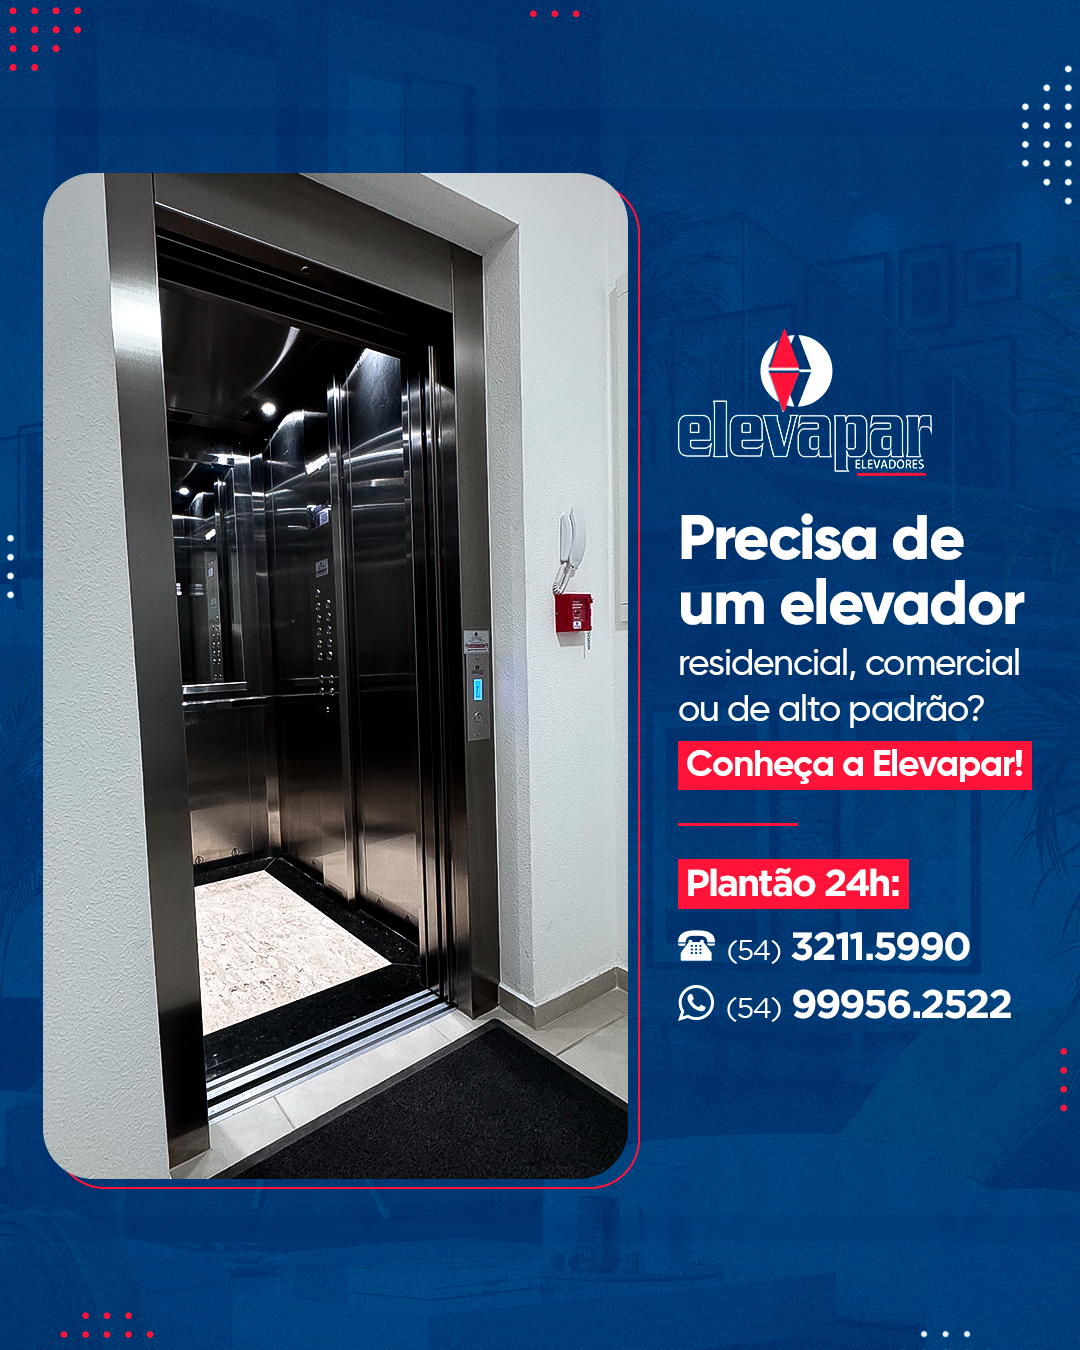 elevapar
ELEVADORES
Precisa de
um elevador
residencial, comercial
ou de alto padrão?
Conheça a Elevapar!
Plantão 24h:
(54) 3211.5990
(54) 99956.2522